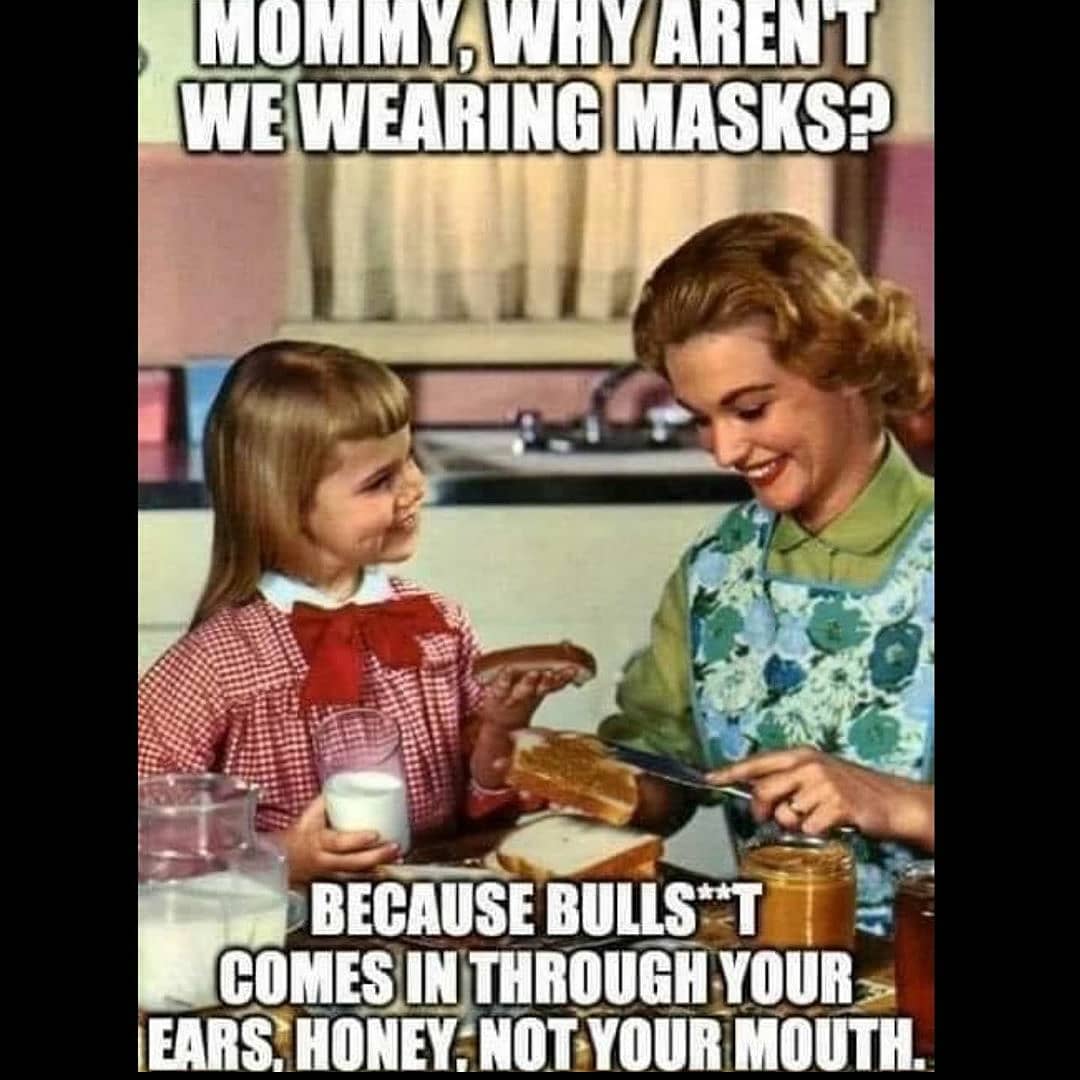 MOMMY, WHY AREN'T
WE WEARING MASKS?
BECAUSE BULLS**T
COMES IN THROUGH YOUR
EARS, HONEY, NOT YOUR MOUTH.